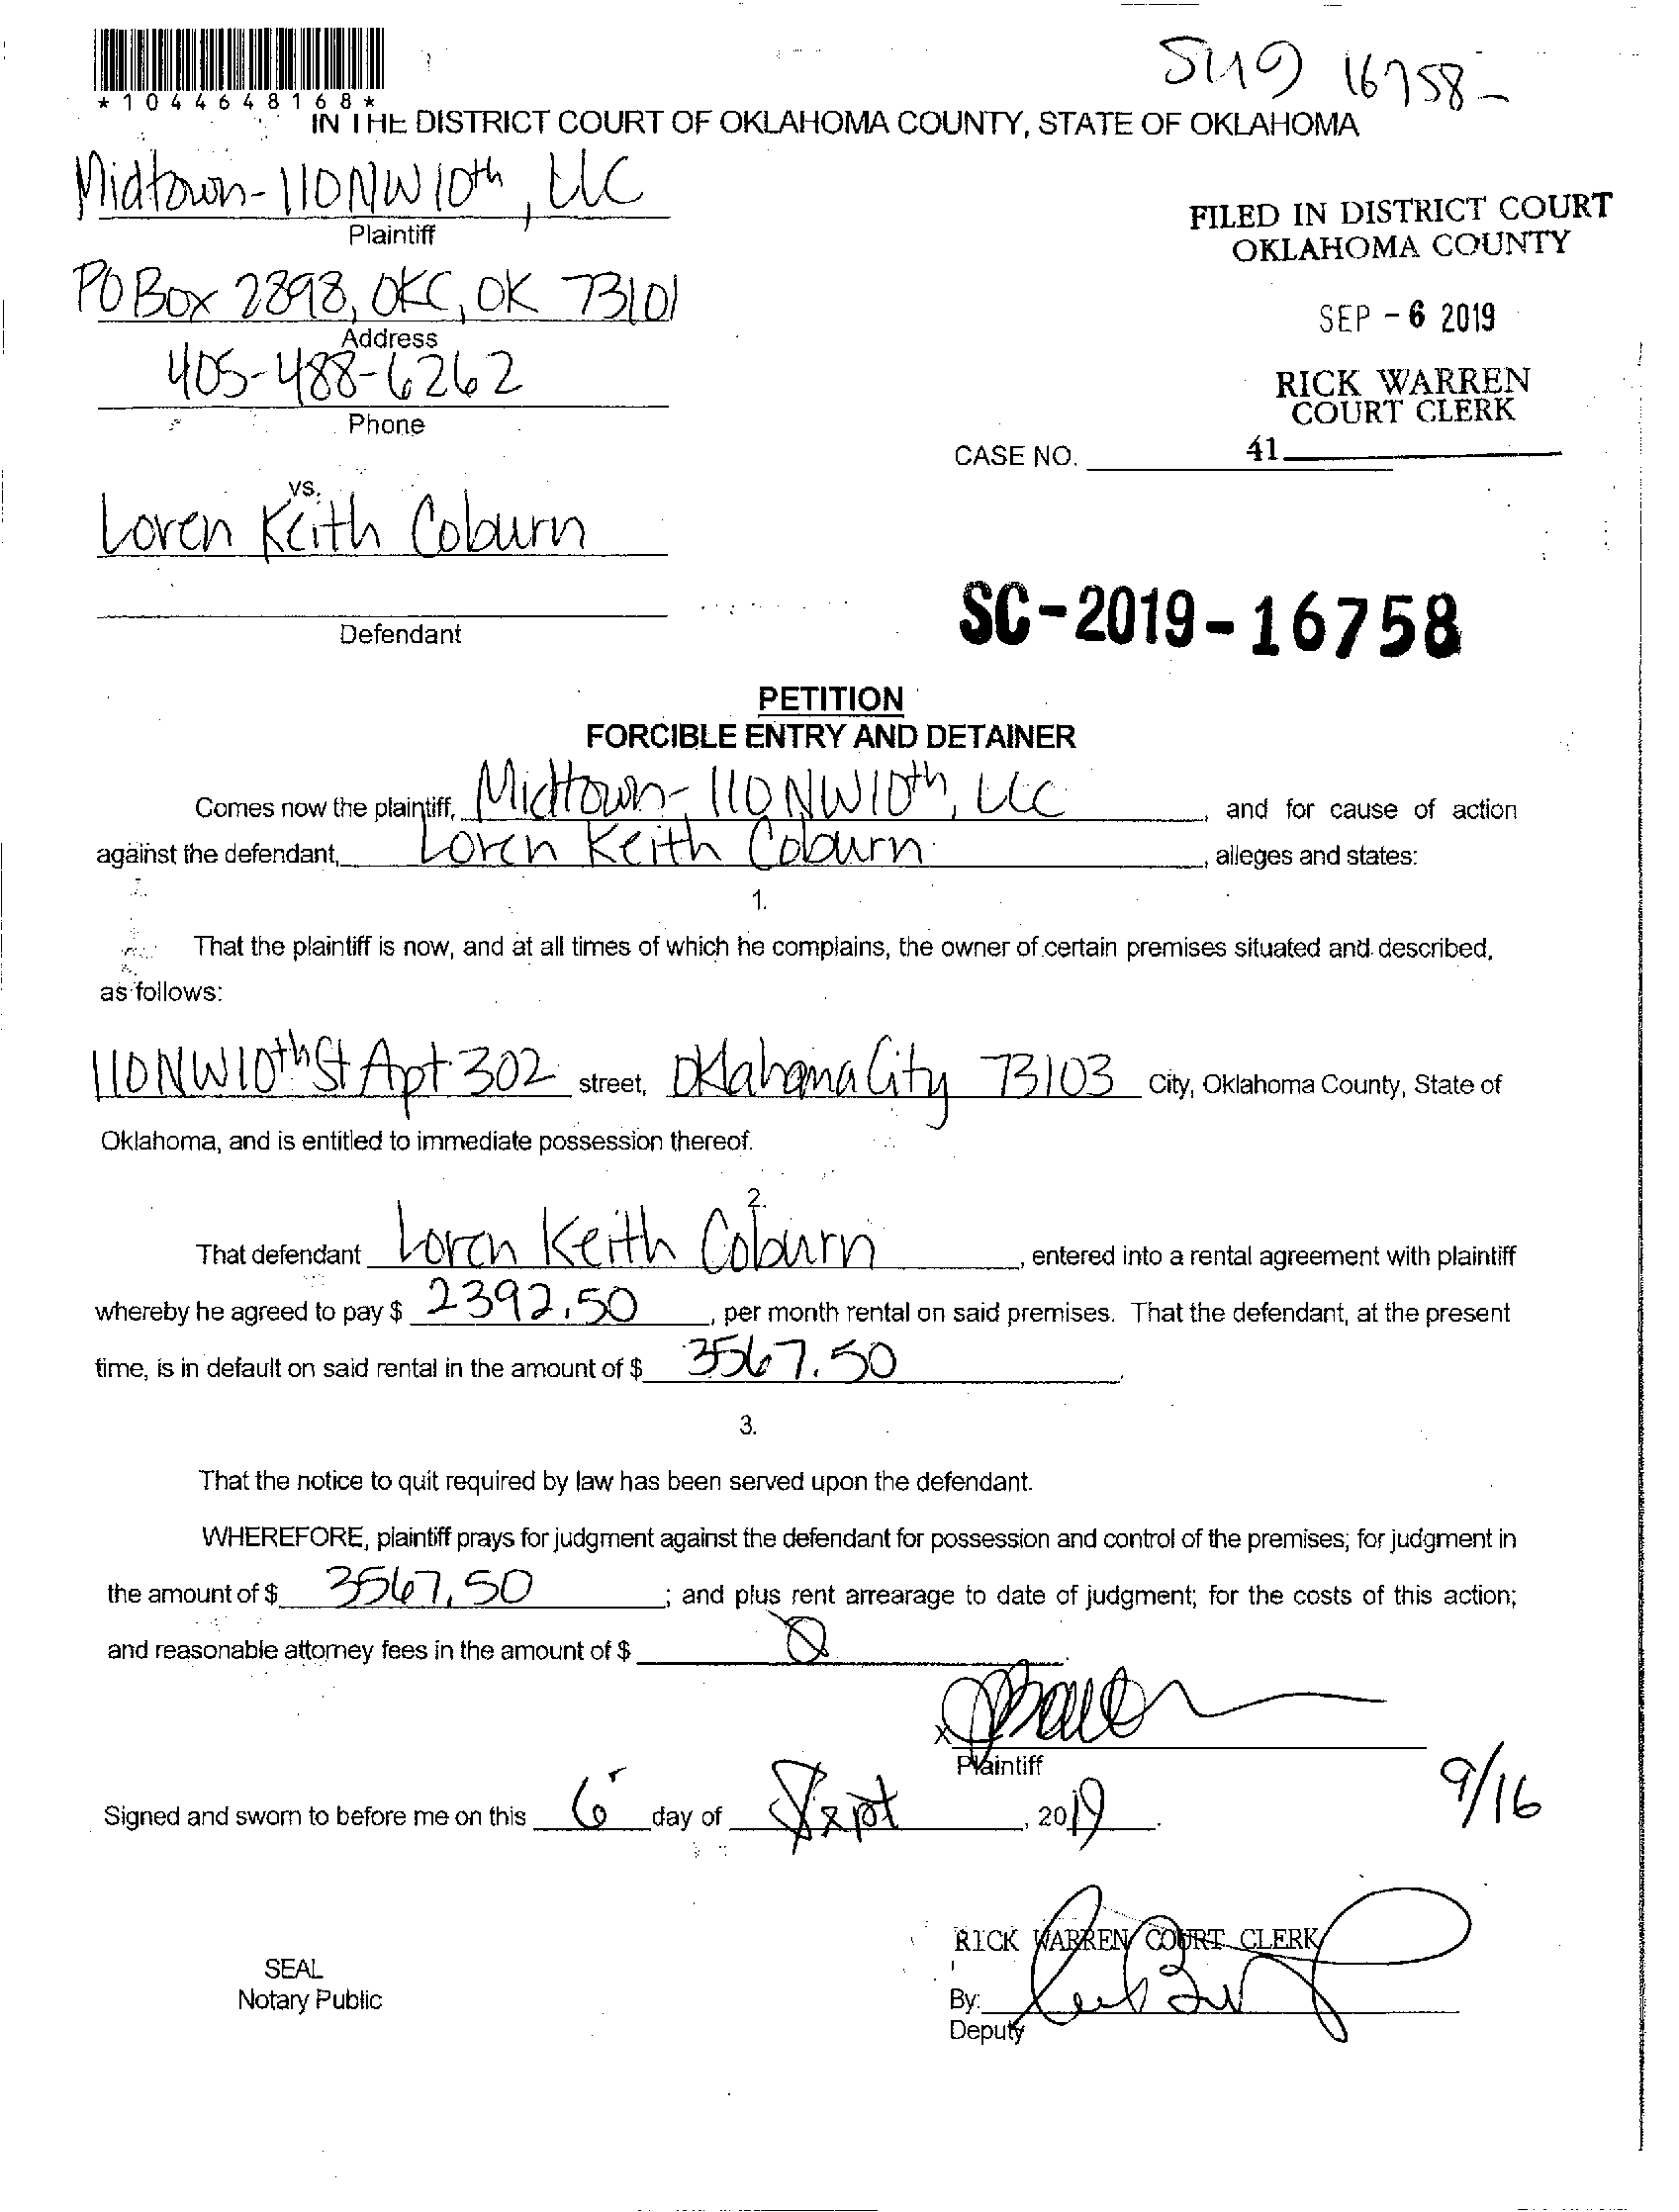 *1044648168*
16758-
IN THE DISTRICT COURT OF OKLAHOMA COUNTY, STATE OF OKLAHOMA
Midtown-110NW10th, LLC
Plaintiff
FILED IN DISTRICT COURT
OKLAHOMA COUNTY
PO Box 2898, OKC, OK 73101
Address
SEP - 6 2019
405-488-6262
Phone
RICK WARREN
COURT CLERK
CASE NO.
41
vs.
Loren Keith Coburn
Defendant
SC-2019-16758
PETITION
FORCIBLE ENTRY AND DETAINER
Comes now the plaintiff, Midtown-110NW10th, LLC, and for cause of action
against the defendant, Loren Keith Coburn, alleges and states:
1.
That the plaintiff is now, and at all times of which he complains, the owner of certain premises situated and described,
as follows:
110NW10th St Apt 302 street, Oklahoma City 73103 City, Oklahoma County, State of
Oklahoma, and is entitled to immediate possession thereof.
2.
That defendant Loren Keith Coburn, entered into a rental agreement with plaintiff
whereby he agreed to pay $ 2392.50, per month rental on said premises. That the defendant, at the present
time, is in default on said rental in the amount of $ 3567.50.
3.
That the notice to quit required by law has been served upon the defendant.
WHEREFORE, plaintiff prays for judgment against the defendant for possession and control of the premises; for judgment in
the amount of $ 3567.50; and plus rent arrearage to date of judgment; for the costs of this action;
and reasonable attorney fees in the amount of $ 0.
X
Plaintiff
9/16
Signed and sworn to before me on this 6 day of Sept, 2019.
RICK WARREN COURT CLERK
SEAL
Notary Public
By:
Deputy